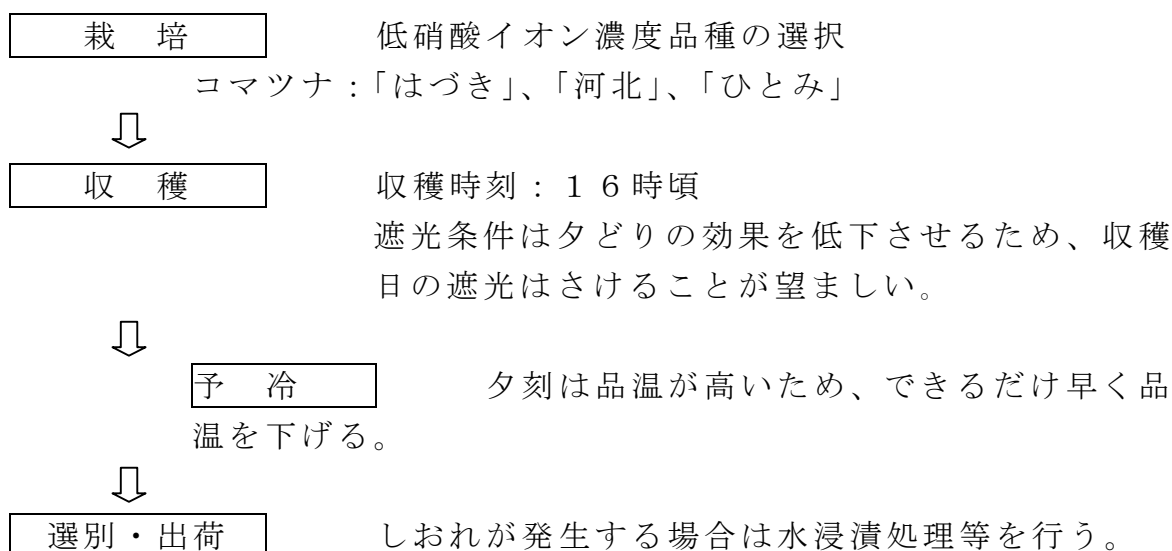 栽　培　低硝酸イオン濃度品種の選択
コマツナ：「はづき」、「河北」、「ひとみ」
収　穫　収穫時刻：１６時頃
遮光条件は夕どりの効果を低下させるため、収穫
日の遮光はさけることが望ましい。
予　冷　夕刻は品温が高いため、できるだけ早く品
温を下げる。
選別・出荷　しおれが発生する場合は水浸漬処理等を行う。